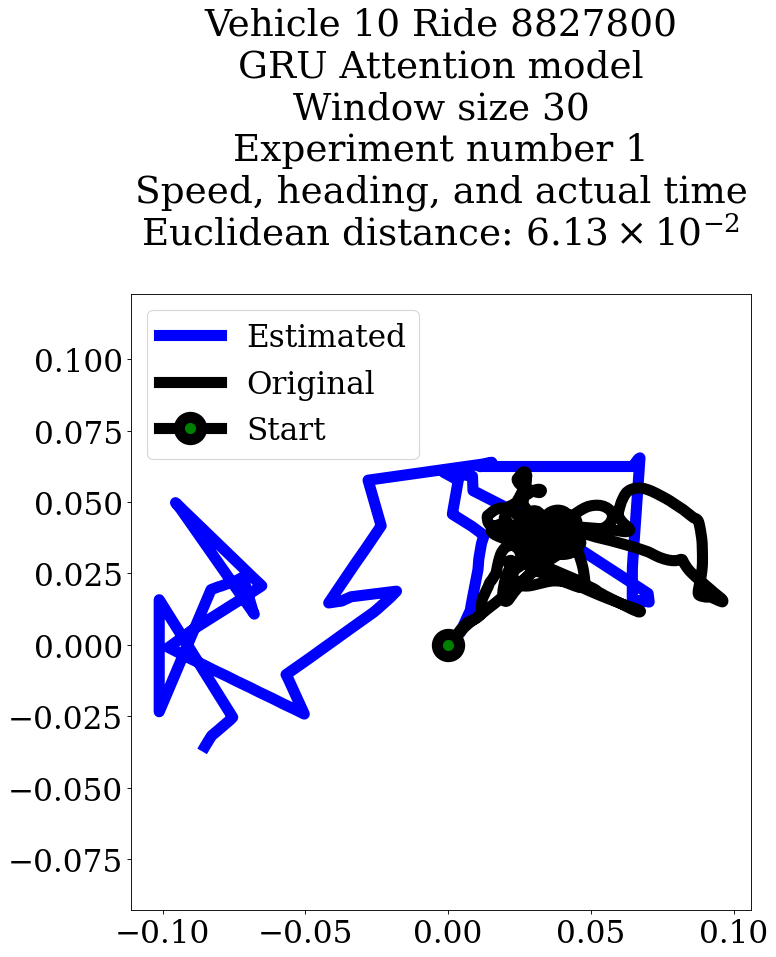 Vehicle 10 Ride 8827800
GRU Attention model
Window size 30
Experiment number 1
Speed, heading, and actual time
Euclidean distance: 6.13 × 10⁻²
Estimated
Original
Start
0.100
0.075
0.050
0.025
0.000
−0.025
−0.050
−0.075
−0.10
−0.05
0.00
0.05
0.10